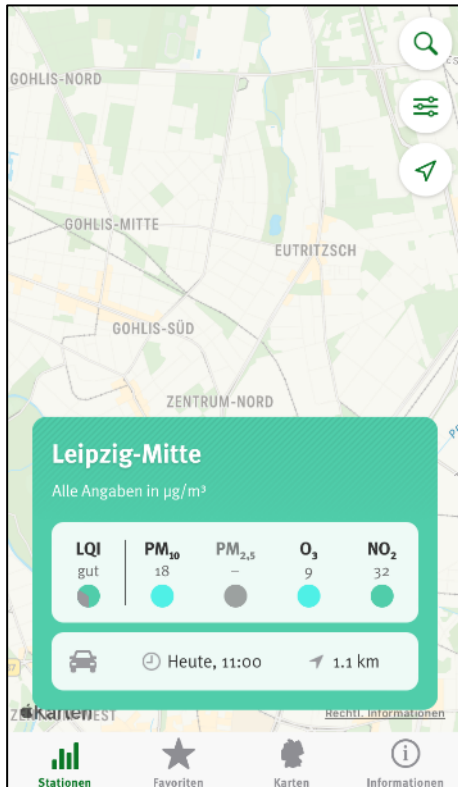 GOHLIS-NORD
GOHLIS-MITTE
EUTRITZSCH
GOHLIS-SÜD
ZENTRUM-NORD
Leipzig-Mitte
Alle Angaben in µg/m³
LQI PM₁₀ PM₂,₅ O₃ NO₂
gut 18 – 9 32
Heute, 11:00 1.1 km
Karten
Rechtl. Informationen
Stationen Favoriten Karten Informationen